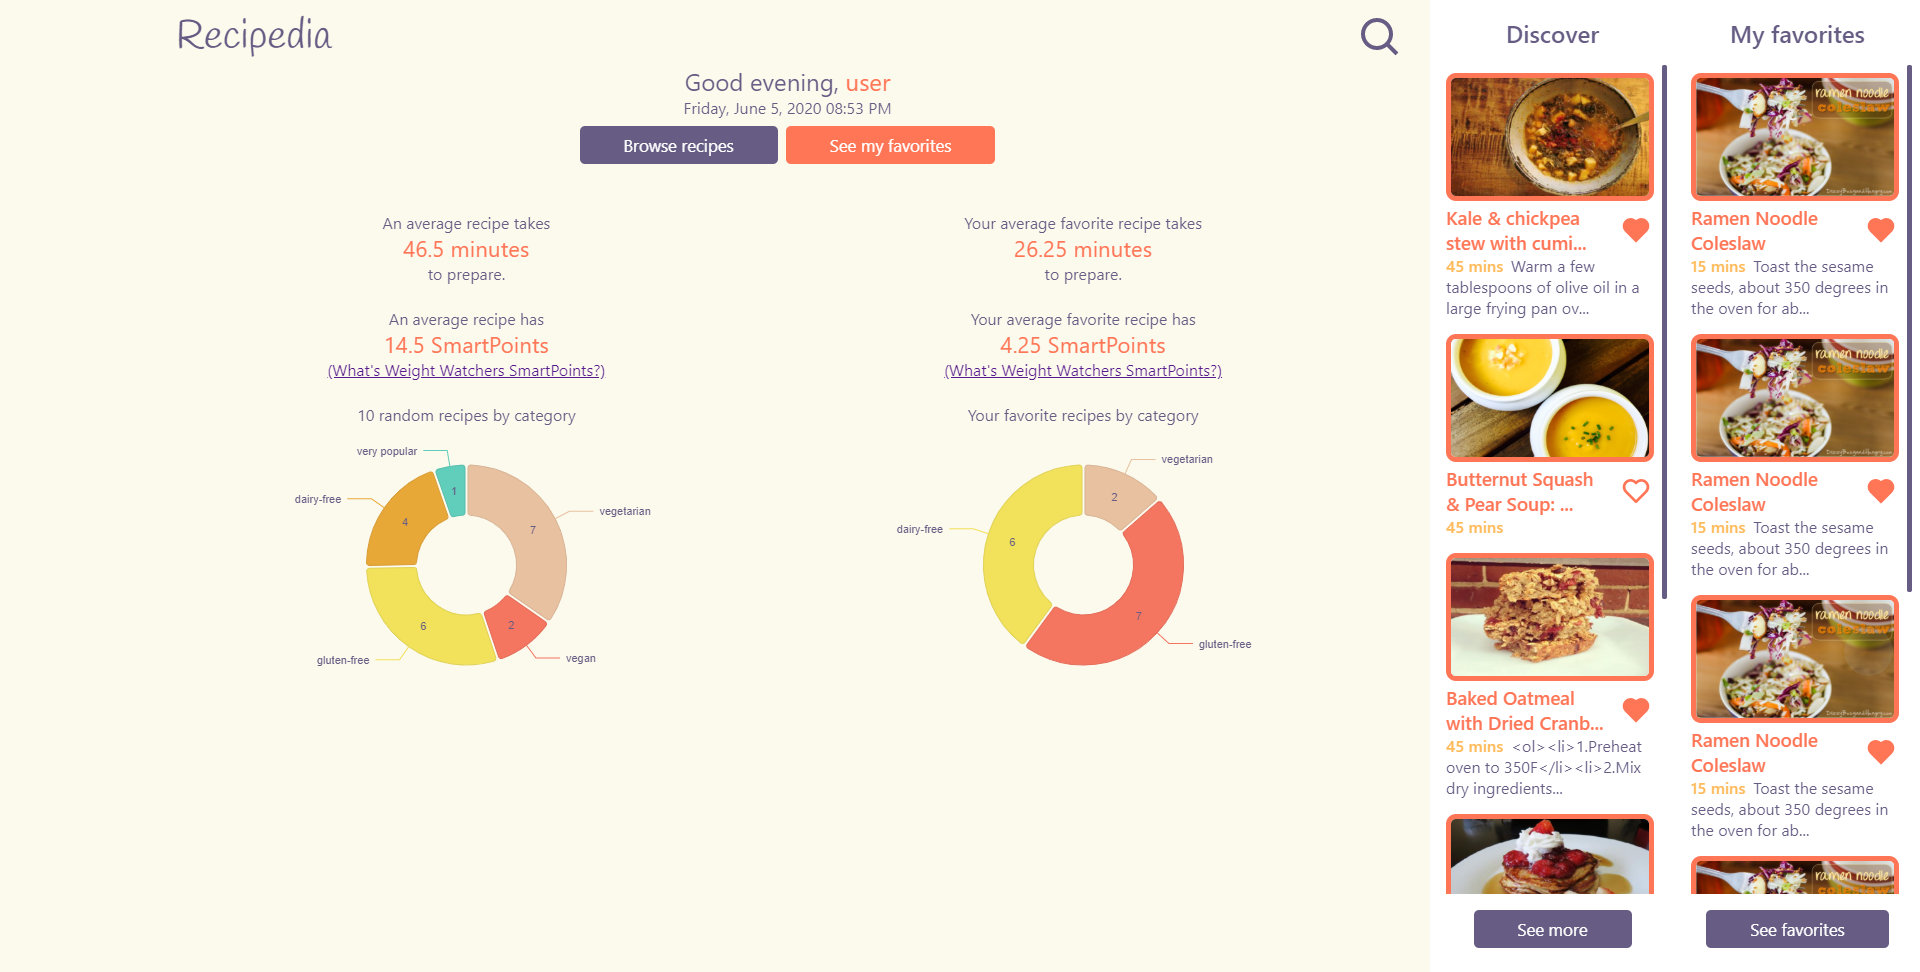 Recipedia
Good evening, user
Friday, June 5, 2020 08:53 PM
Browse recipes
See my favorites
An average recipe takes
46.5 minutes
to prepare.
An average recipe has
14.5 SmartPoints
(What's Weight Watchers SmartPoints?)
10 random recipes by category
very popular
1
dairy-free
4
vegetarian
7
6
2
gluten-free
vegan
Your average favorite recipe takes
26.25 minutes
to prepare.
Your average favorite recipe has
4.25 SmartPoints
(What's Weight Watchers SmartPoints?)
Your favorite recipes by category
vegetarian
2
dairy-free
6
7
gluten-free
Discover
Kale & chickpea
stew with cumi...
45 mins Warm a few
tablespoons of olive oil in a
large frying pan ov...
Butternut Squash
& Pear Soup: ...
45 mins
Baked Oatmeal
with Dried Cranb...
45 mins <ol><li>1.Preheat
oven to 350F</li><li>2.Mix
dry ingredients...
See more
My favorites
ramen noodle
coleslaw
Ramen Noodle
Coleslaw
15 mins Toast the sesame
seeds, about 350 degrees in
the oven for ab...
ramen noodle
coleslaw
Ramen Noodle
Coleslaw
15 mins Toast the sesame
seeds, about 350 degrees in
the oven for ab...
ramen noodle
coleslaw
Ramen Noodle
Coleslaw
15 mins Toast the sesame
seeds, about 350 degrees in
the oven for ab...
ramen noodle
coleslaw
See favorites